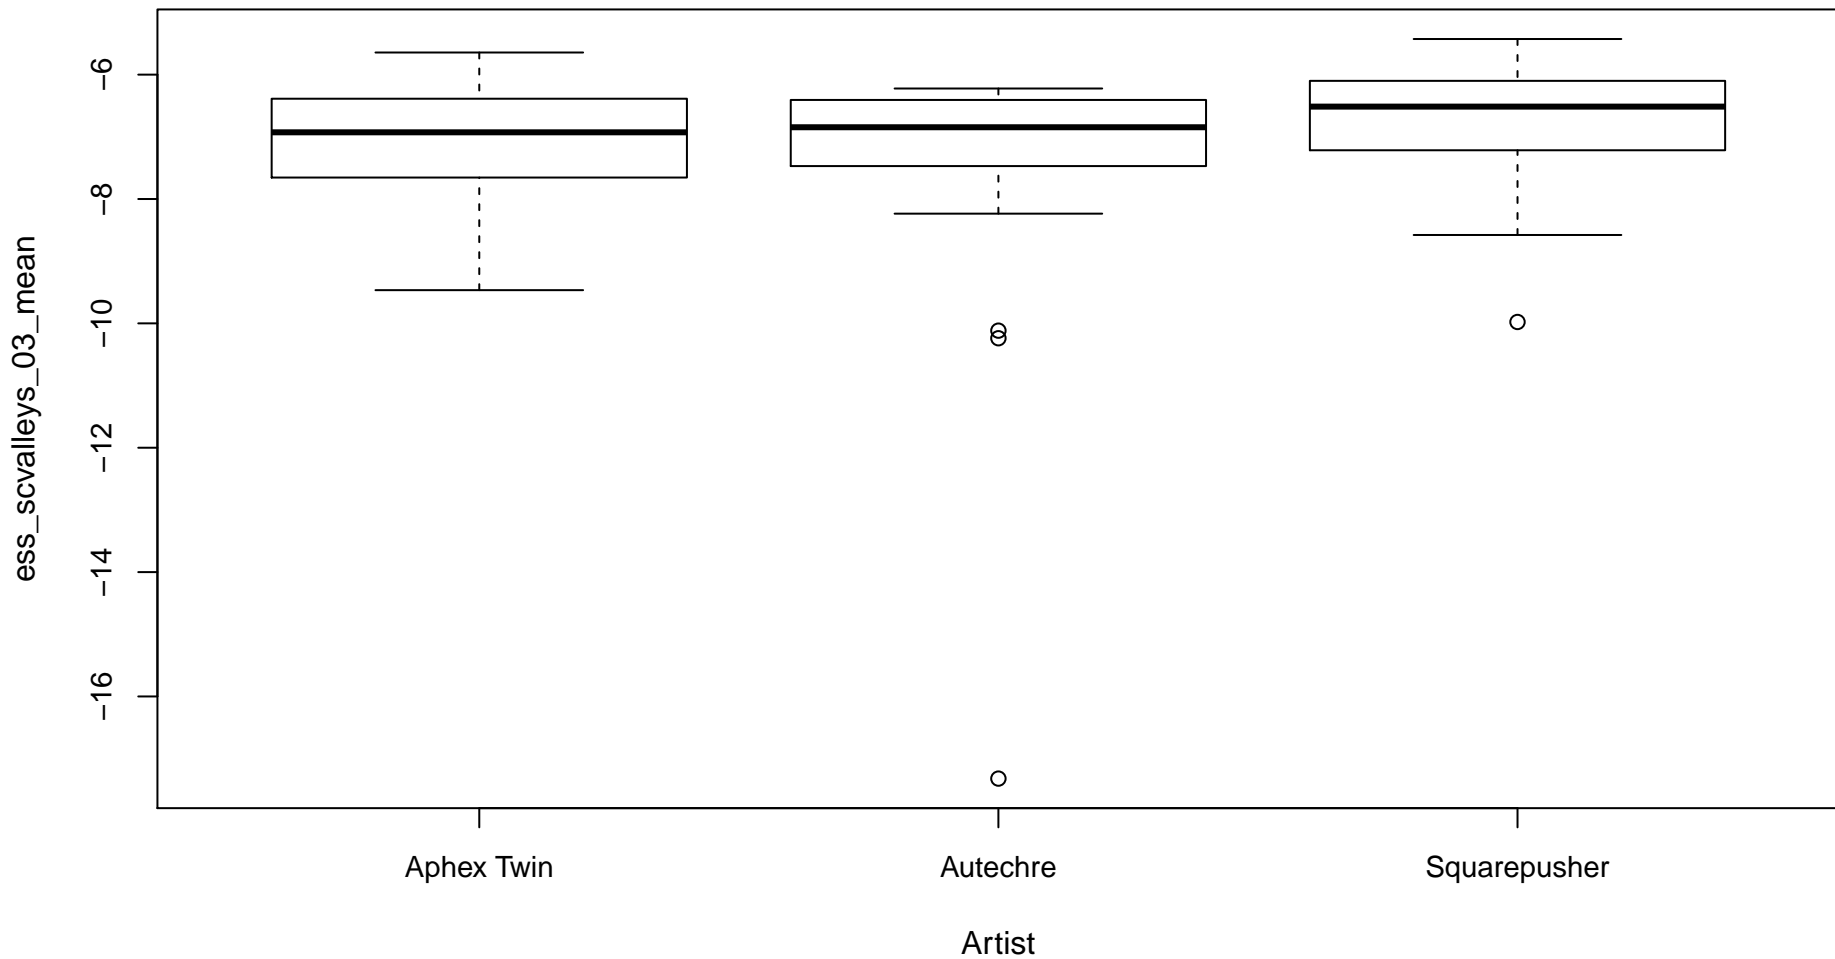 ess_scvalleys_03_mean
−6
−8
−10
−12
−14
−16
Aphex Twin
Autechre
Squarepusher
Artist